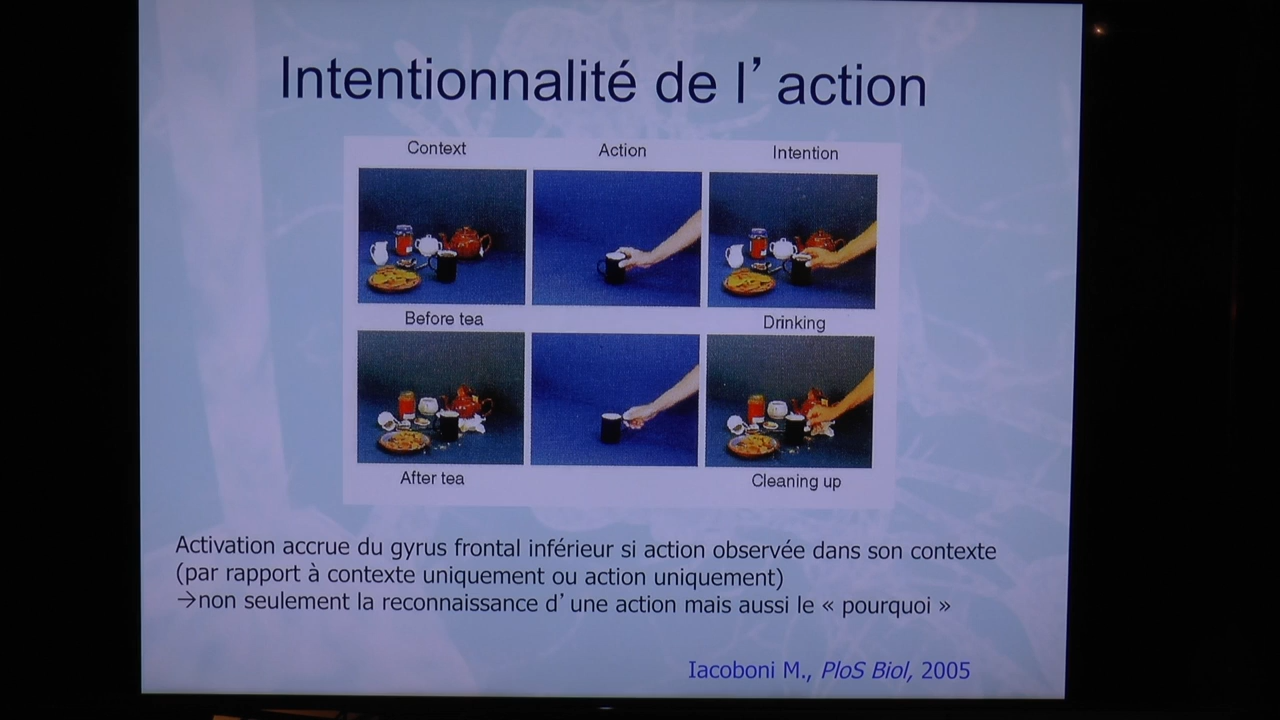 Intentionnalité de l’action
Context Action Intention
Before tea Drinking
After tea Cleaning up
Activation accrue du gyrus frontal inférieur si action observée dans son contexte
(par rapport à contexte uniquement ou action uniquement)
→non seulement la reconnaissance d’une action mais aussi le « pourquoi »
Iacoboni M., PloS Biol, 2005